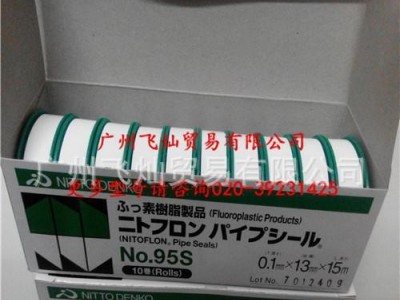 广州飞灿贸易有限公司
广州飞灿贸易有限公司
更多图片请咨询020-39231425
NITTO DENKO
ふっ素樹脂製品 (Fluoroplastic Products)
ニトフロン パイプシール®
(NITOFLON® Pipe Seals)
No.95S
10巻(Rolls)
0.1mm×13mm×15m
Lot No. 7012409
NITTO DENKO